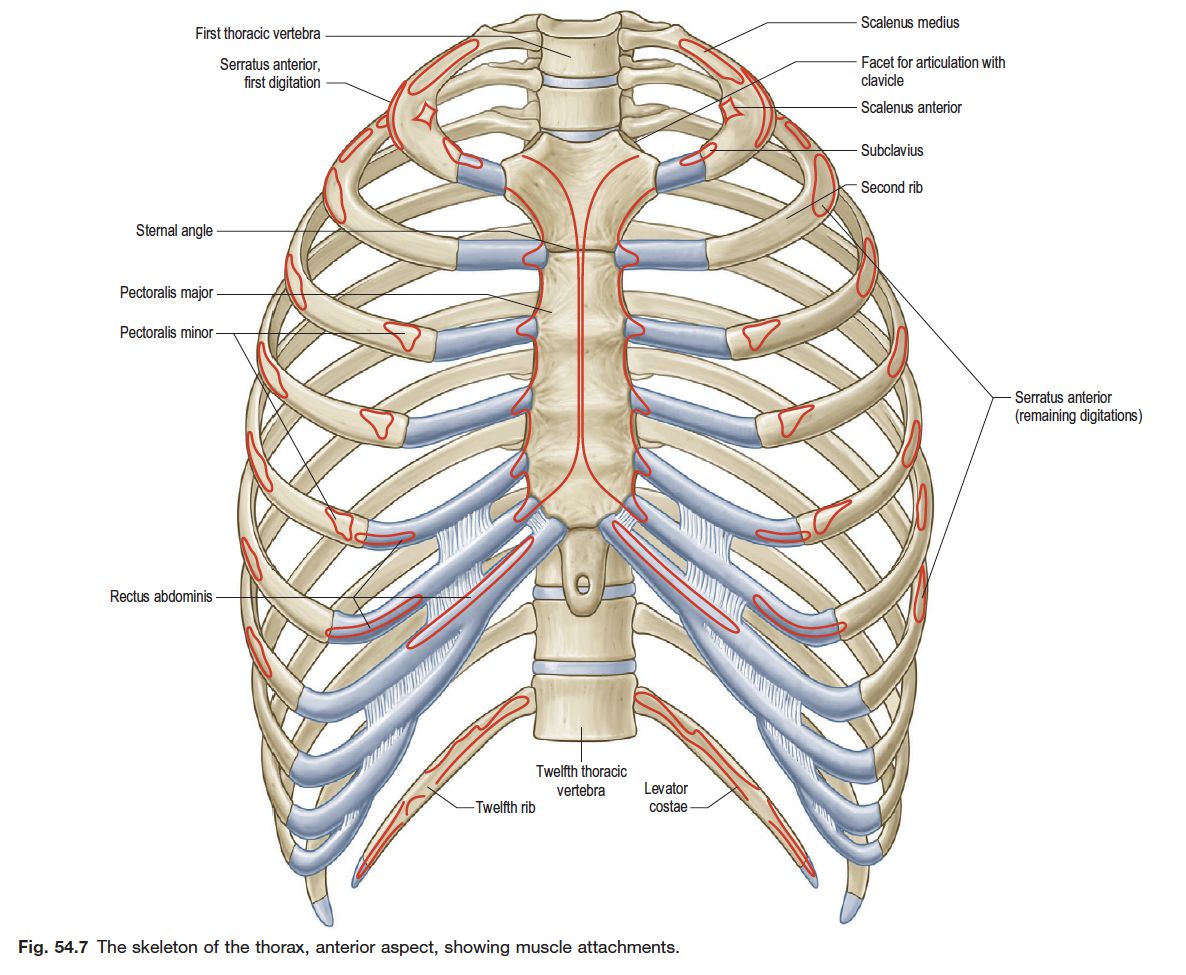 First thoracic vertebra
Serratus anterior,
first digitation
Sternal angle
Pectoralis major
Pectoralis minor
Rectus abdominis
Scalenus medius
Facet for articulation with
clavicle
Scalenus anterior
Subclavius
Second rib
Serratus anterior
(remaining digitations)
Twelfth thoracic
vertebra
Twelfth rib
Levator
costae
Fig. 54.7 The skeleton of the thorax, anterior aspect, showing muscle attachments.